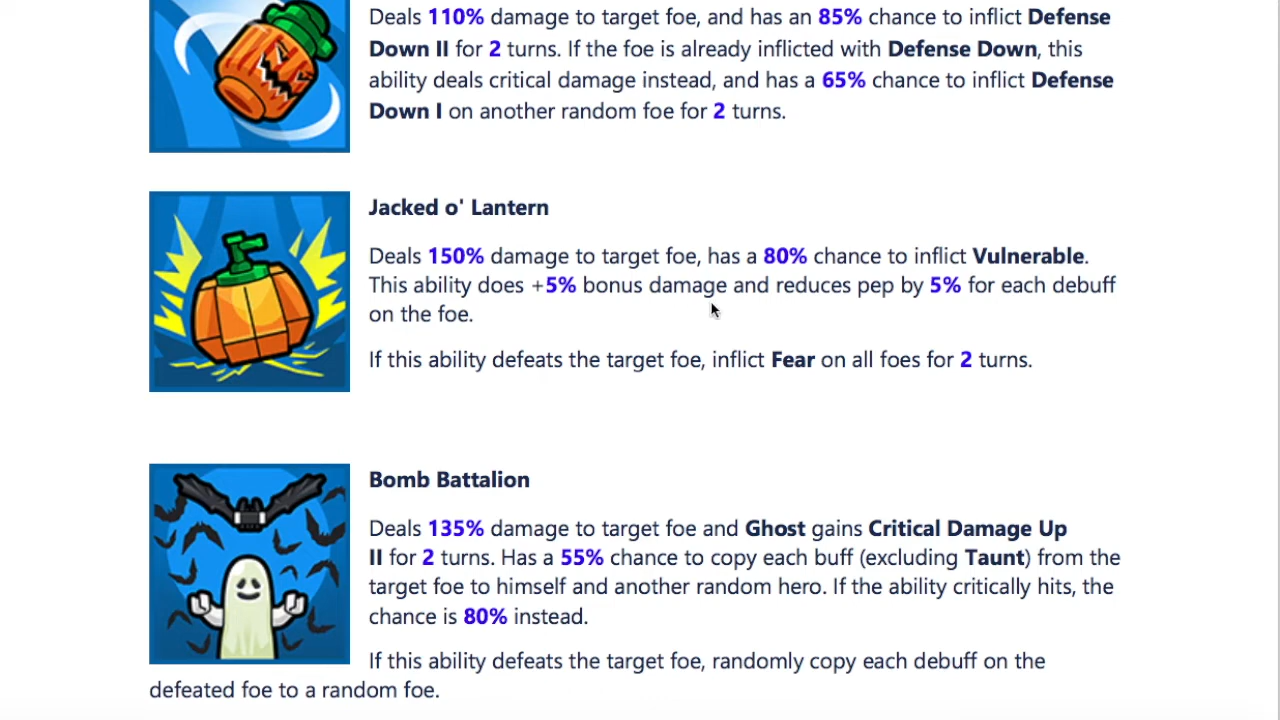 Deals 110% damage to target foe, and has an 85% chance to inflict Defense
Down II for 2 turns. If the foe is already inflicted with Defense Down, this
ability deals critical damage instead, and has a 65% chance to inflict Defense
Down I on another random foe for 2 turns.
Jacked o' Lantern
Deals 150% damage to target foe, has a 80% chance to inflict Vulnerable.
This ability does +5% bonus damage and reduces pep by 5% for each debuff
on the foe.
If this ability defeats the target foe, inflict Fear on all foes for 2 turns.
Bomb Battalion
Deals 135% damage to target foe and Ghost gains Critical Damage Up
II for 2 turns. Has a 55% chance to copy each buff (excluding Taunt) from the
target foe to himself and another random hero. If the ability critically hits, the
chance is 80% instead.
If this ability defeats the target foe, randomly copy each debuff on the
defeated foe to a random foe.